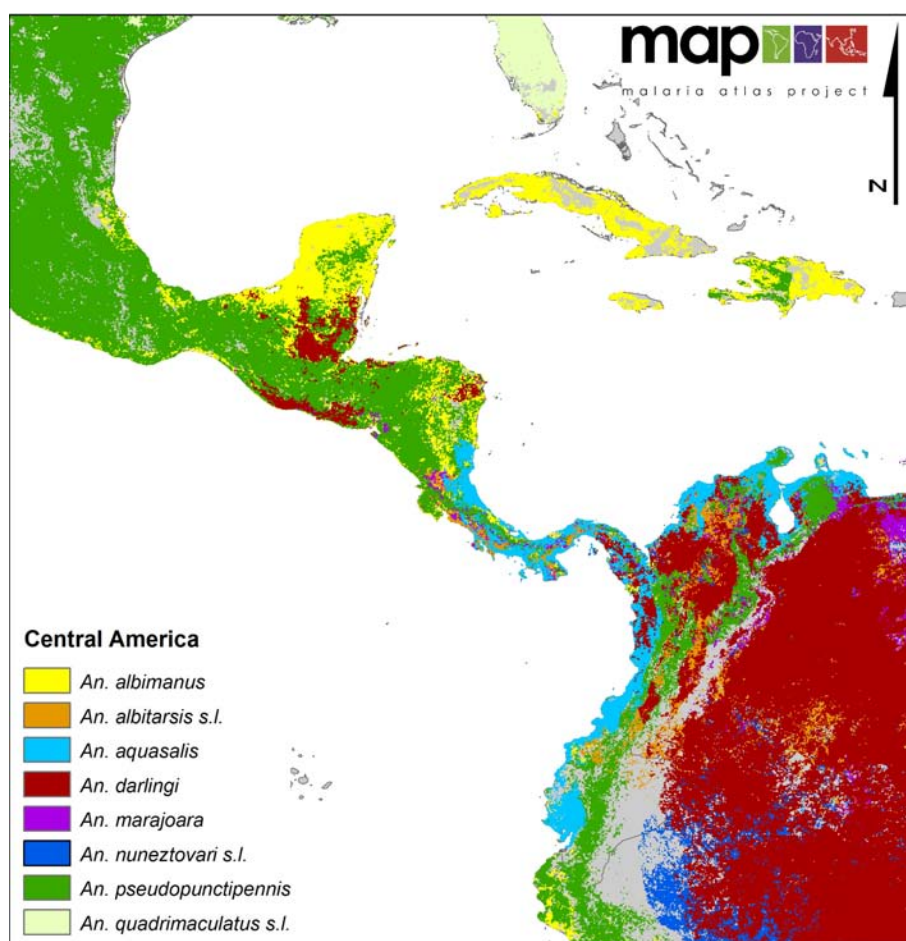 map
malaria atlas project
N
Central America
An. albimanus
An. albitarsis s.l.
An. aquasalis
An. darlingi
An. marajoara
An. nuneztovari s.l.
An. pseudopunctipennis
An. quadrimaculatus s.l.